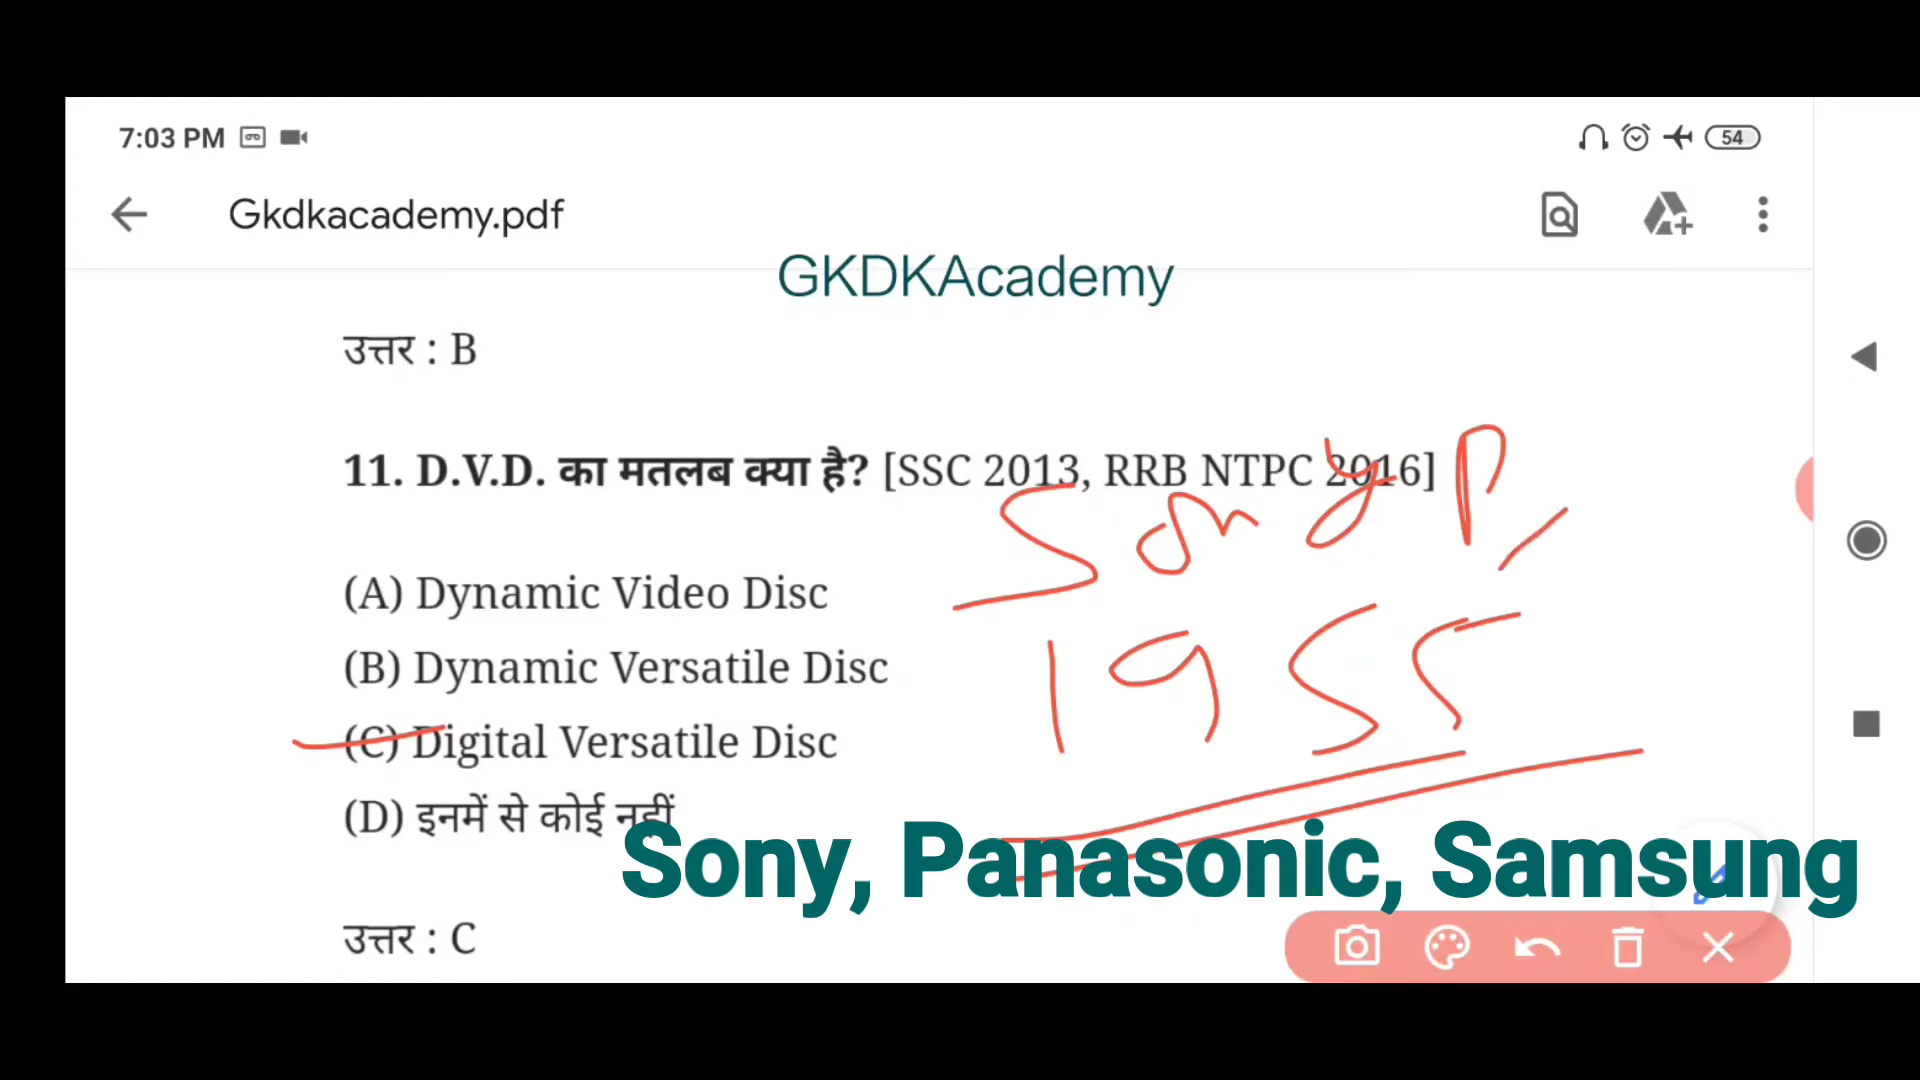 7:03 PM
54
Gkdkacademy.pdf
GKDKAcademy
उत्तर : B
11. D.V.D. का मतलब क्या है? [SSC 2013, RRB NTPC 2016]
Sony P,
(A) Dynamic Video Disc
1955
(B) Dynamic Versatile Disc
(C) Digital Versatile Disc
(D) इनमें से कोई नहीं
Sony, Panasonic, Samsung
उत्तर : C